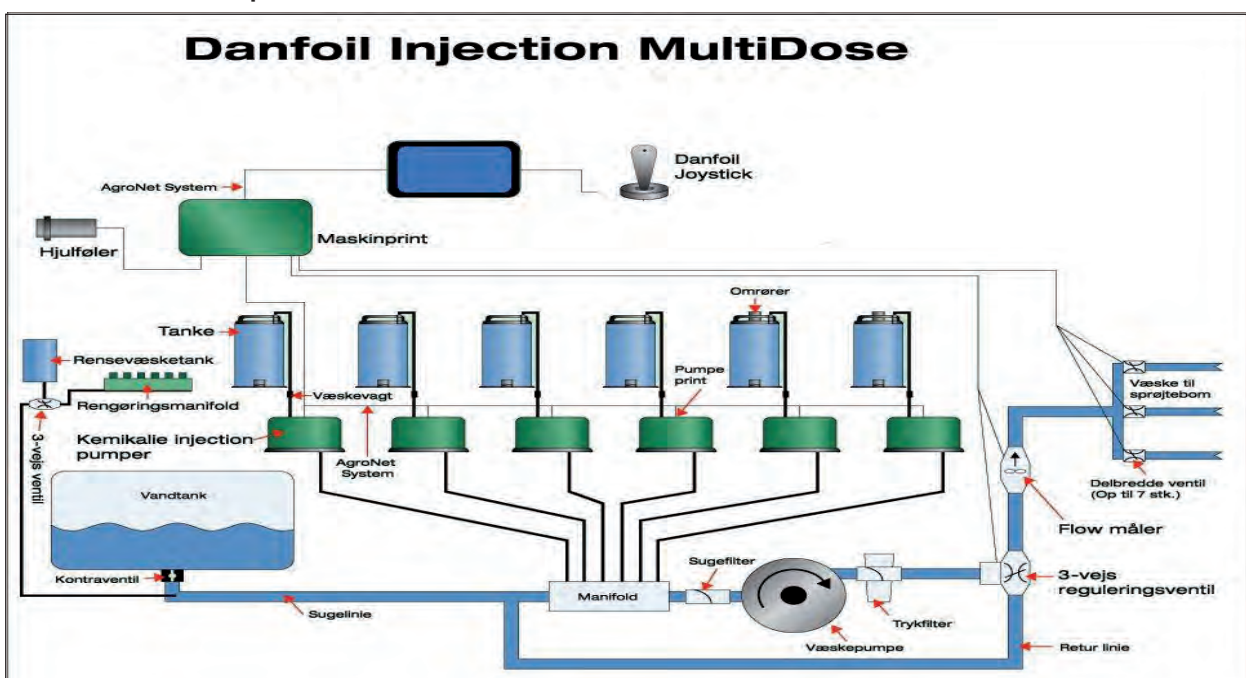 Danfoil Injection MultiDose
Danfoil
Joystick
AgroNet System
Maskinprint
Hjulføler
Omrører
Tanke
Rensevæsketank
Pumpe
print
Væske til
sprøjtebom
Væskevagt
Rengøringsmanifold
3-vejs ventil
Kemikalie injection
pumper
AgroNet
System
Delbredde ventil
(Op til 7 stk.)
Vandtank
Flow måler
Kontraventil
Sugefilter
3-vejs
reguleringsventil
Manifold
Sugelinie
Trykfilter
Væskepumpe
Retur linie